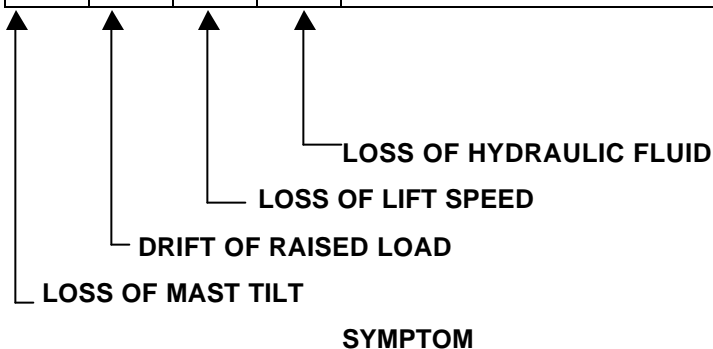 LOSS OF HYDRAULIC FLUID
LOSS OF LIFT SPEED
DRIFT OF RAISED LOAD
LOSS OF MAST TILT
SYMPTOM